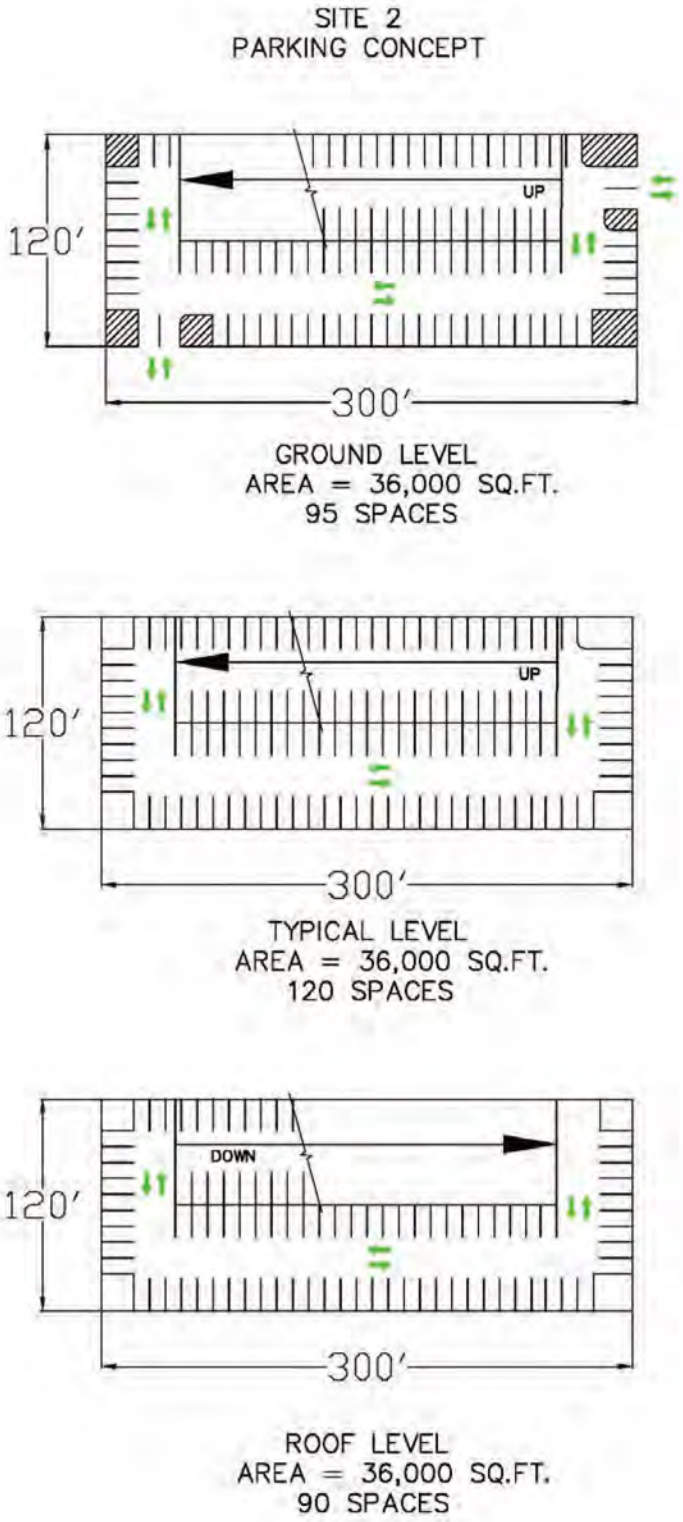 SITE 2
PARKING CONCEPT
UP
120'
300'
GROUND LEVEL
AREA = 36,000 SQ.FT.
95 SPACES
UP
120'
300'
TYPICAL LEVEL
AREA = 36,000 SQ.FT.
120 SPACES
DOWN
120'
300'
ROOF LEVEL
AREA = 36,000 SQ.FT.
90 SPACES